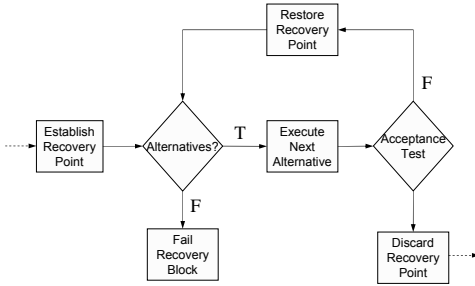 Restore
Recovery
Point
F
Establish
Recovery
Point
Alternatives?
T
Execute
Next
Alternative
Acceptance
Test
F
Fail
Recovery
Block
Discard
Recovery
Point